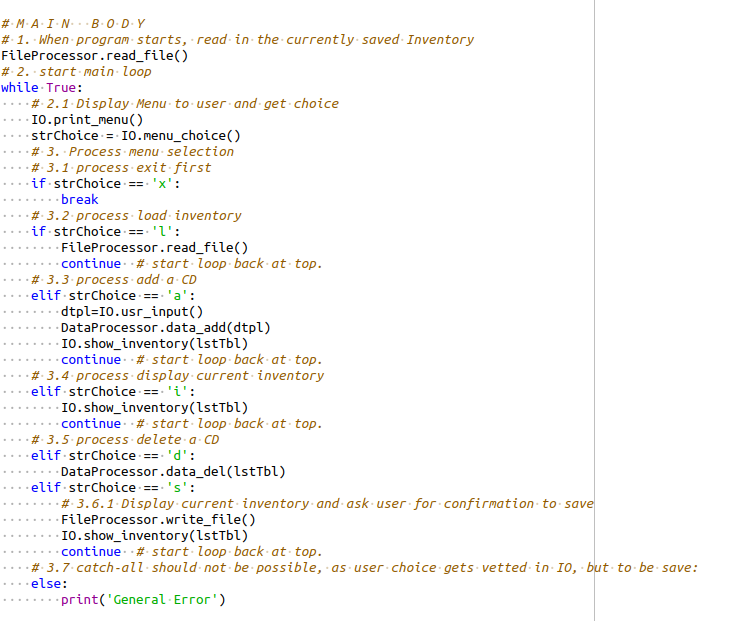 # M A I N   B O D Y
# 1. When program starts, read in the currently saved Inventory
FileProcessor.read_file()
# 2. start main loop
while True:
    # 2.1 Display Menu to user and get choice
    IO.print_menu()
    strChoice = IO.menu_choice()
    # 3. Process menu selection
    # 3.1 process exit first
    if strChoice == 'x':
        break
    # 3.2 process load inventory
    if strChoice == 'l':
        FileProcessor.read_file()
        continue  # start loop back at top.
    # 3.3 process add a CD
    elif strChoice == 'a':
        dtpl=IO.usr_input()
        DataProcessor.data_add(dtpl)
        IO.show_inventory(lstTbl)
        continue  # start loop back at top.
    # 3.4 process display current inventory
    elif strChoice == 'i':
        IO.show_inventory(lstTbl)
        continue  # start loop back at top.
    # 3.5 process delete a CD
    elif strChoice == 'd':
        DataProcessor.data_del(lstTbl)
    elif strChoice == 's':
        # 3.6.1 Display current inventory and ask user for confirmation to save
        FileProcessor.write_file()
        IO.show_inventory(lstTbl)
        continue  # start loop back at top.
    # 3.7 catch-all should not be possible, as user choice gets vetted in IO, but to be save:
    else:
        print('General Error')